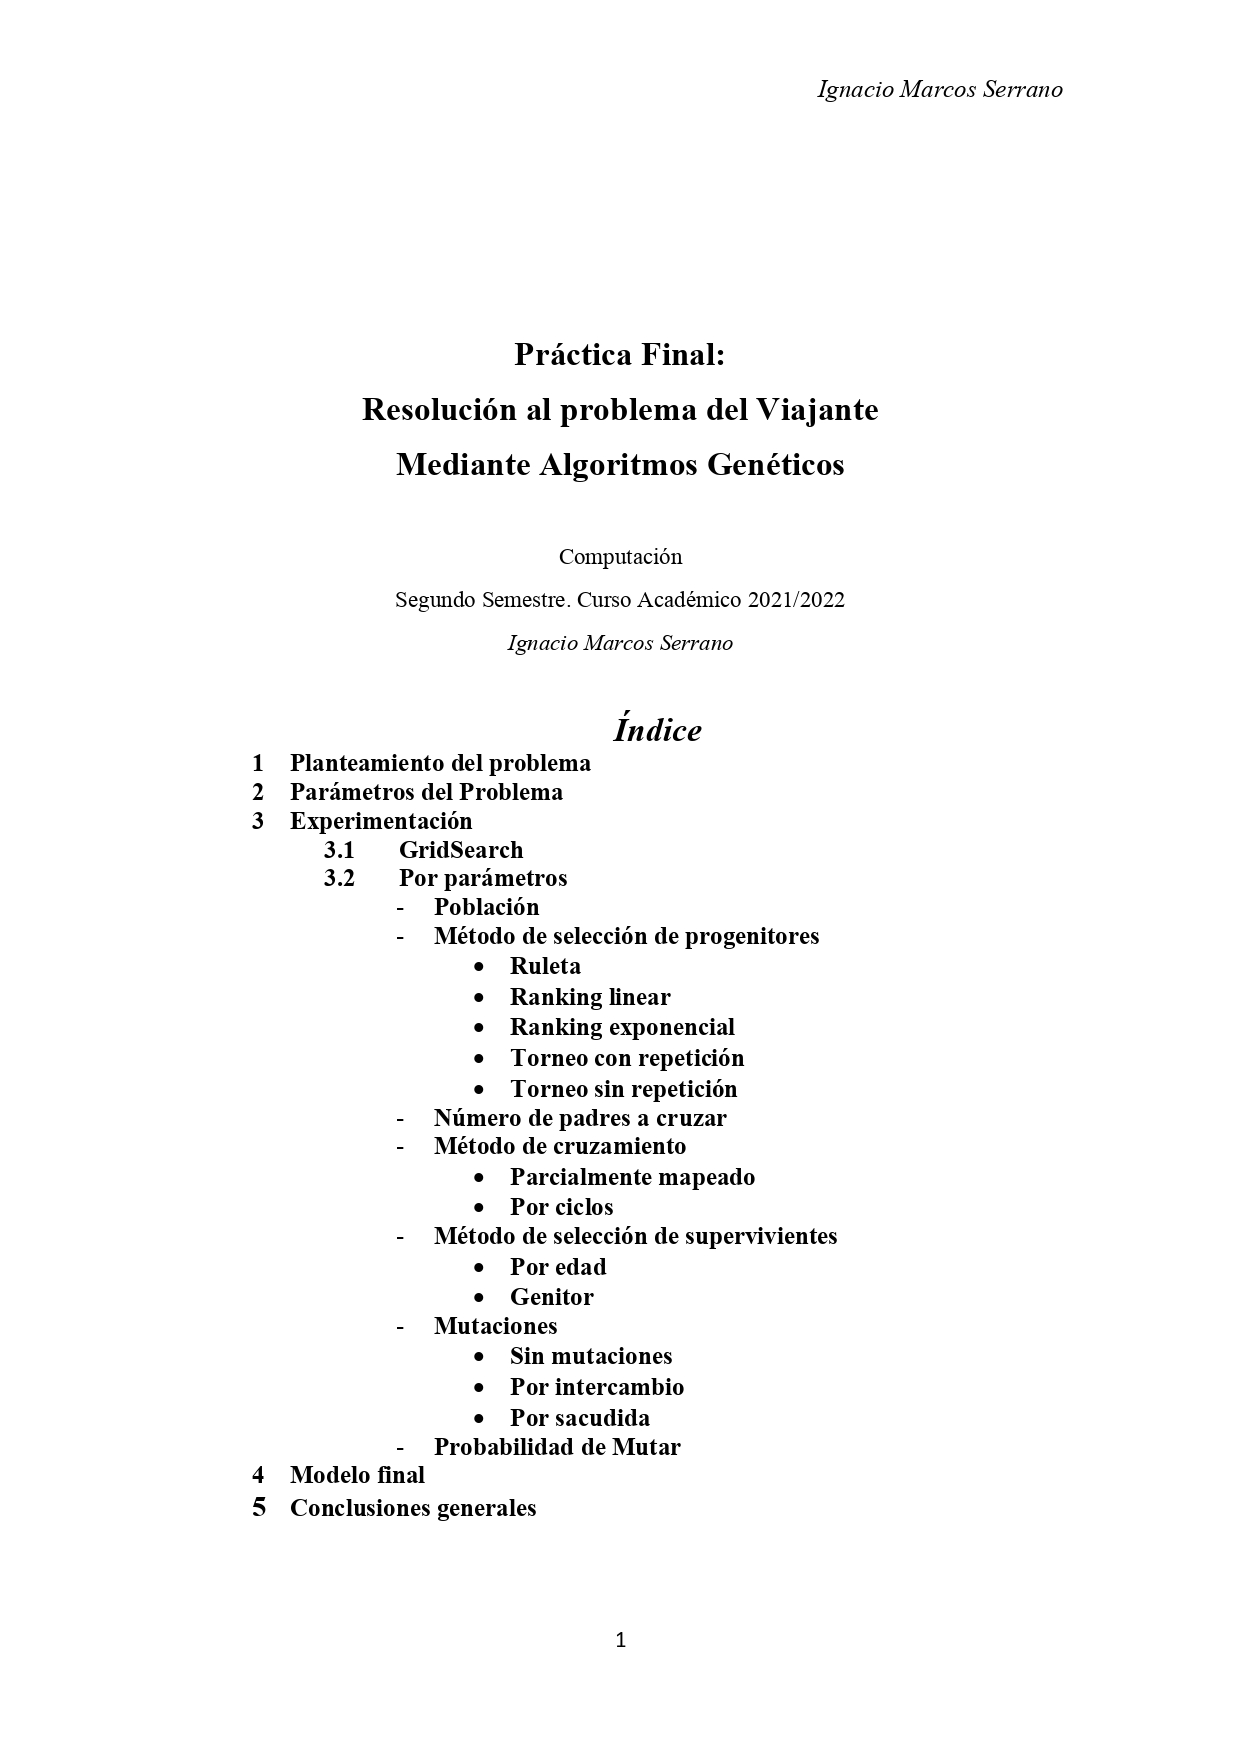 Ignacio Marcos Serrano
Práctica Final:
Resolución al problema del Viajante
Mediante Algoritmos Genéticos
Computación
Segundo Semestre. Curso Académico 2021/2022
Ignacio Marcos Serrano
Índice
1 Planteamiento del problema
2 Parámetros del Problema
3 Experimentación
3.1 GridSearch
3.2 Por parámetros
- Población
- Método de selección de progenitores
• Ruleta
• Ranking linear
• Ranking exponencial
• Torneo con repetición
• Torneo sin repetición
- Número de padres a cruzar
- Método de cruzamiento
• Parcialmente mapeado
• Por ciclos
- Método de selección de supervivientes
• Por edad
• Genitor
- Mutaciones
• Sin mutaciones
• Por intercambio
• Por sacudida
- Probabilidad de Mutar
4 Modelo final
5 Conclusiones generales
1